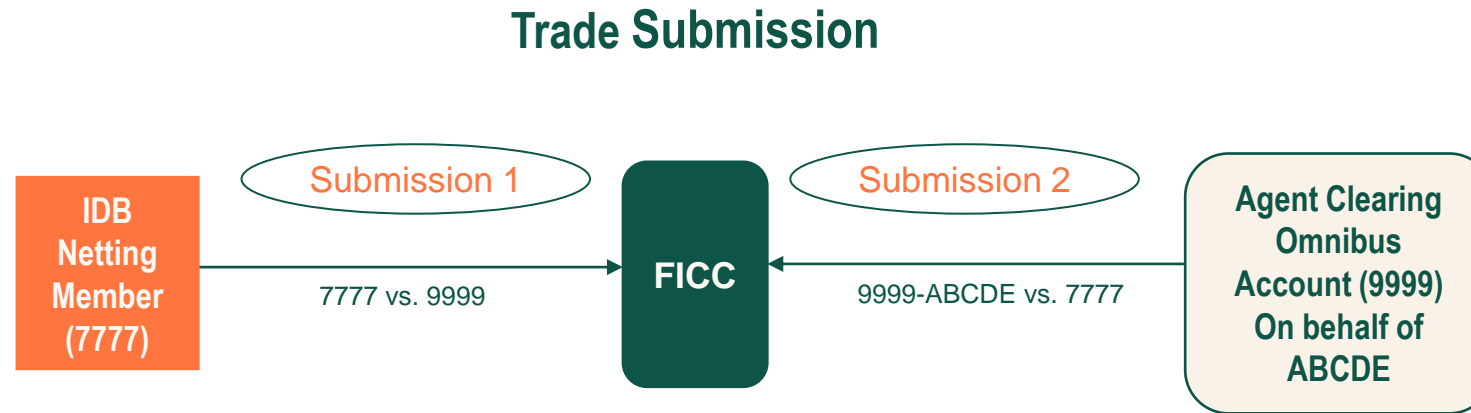 Trade Submission
Submission 1
Submission 2
IDB
Netting
Member
(7777)
7777 vs. 9999
FICC
9999-ABCDE vs. 7777
Agent Clearing
Omnibus
Account (9999)
On behalf of
ABCDE